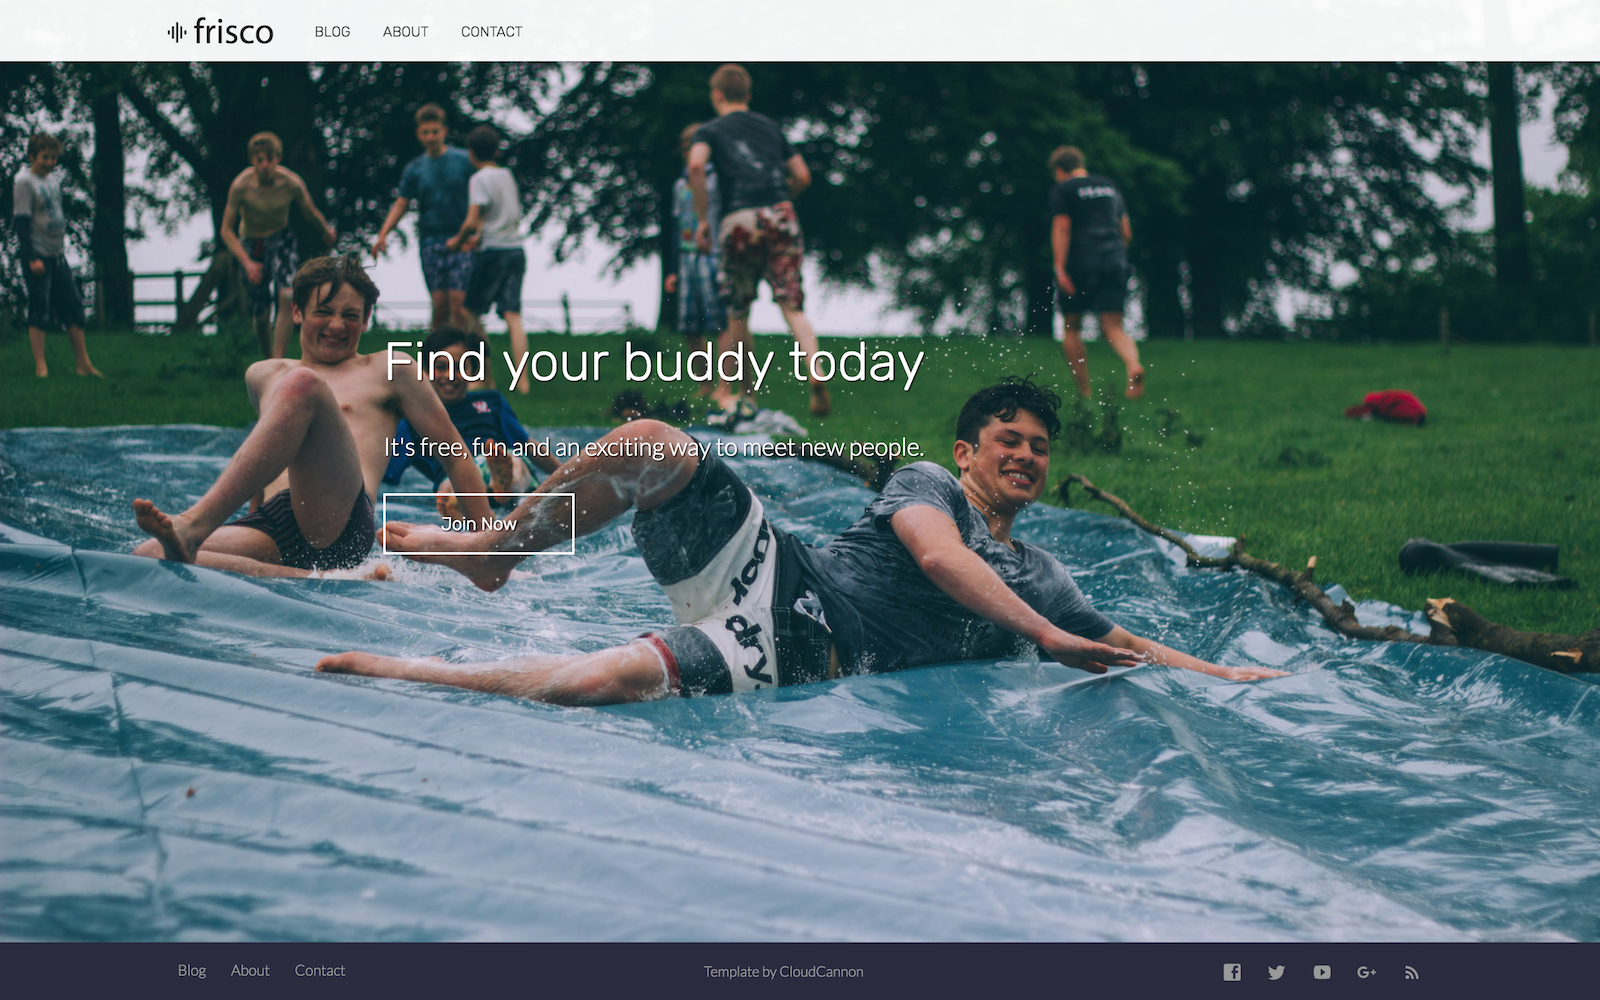 frisco
BLOG
ABOUT
CONTACT
Find your buddy today
It's free, fun and an exciting way to meet new people.
Join Now
Blog
About
Contact
Template by CloudCannon